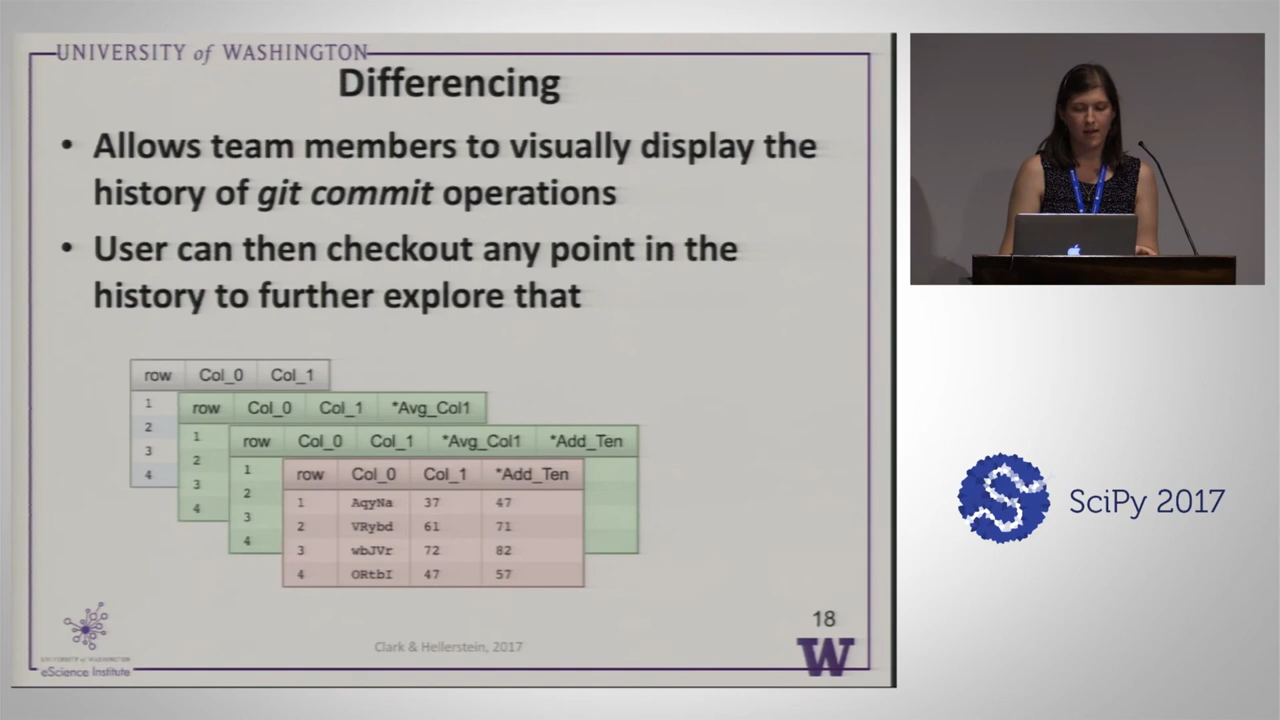 UNIVERSITY of WASHINGTON
Differencing
• Allows team members to visually display the
history of git commit operations
• User can then checkout any point in the
history to further explore that
row Col_0 Col_1
1
2
3
4
row Col_0 Col_1 *Avg_Col1
1
2
3
4
row Col_0 Col_1 *Avg_Col1 *Add_Ten
1
2
3
4
row Col_0 Col_1 *Add_Ten
1 AqyNa 37 47
2 VRybd 61 71
3 wbJVr 72 82
4 ORtbI 47 57
18
Clark & Hellerstein, 2017
W
UNIVERSITY of WASHINGTON
eScience Institute
S
SciPy 2017